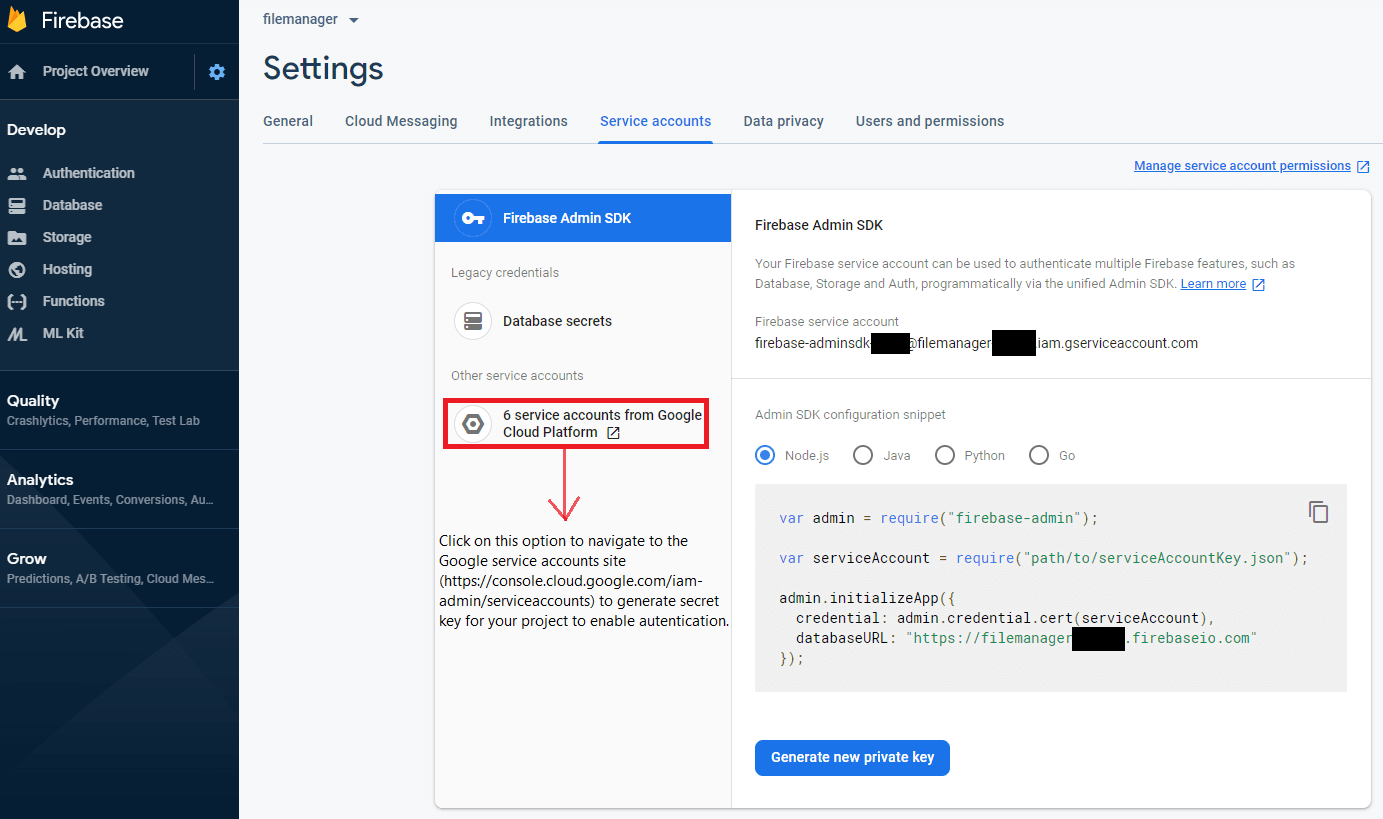 Firebase
Project Overview
Develop
Authentication
Database
Storage
Hosting
Functions
ML Kit
Quality
Crashlytics, Performance, Test Lab
Analytics
Dashboard, Events, Conversions, Au...
Grow
Predictions, A/B Testing, Cloud Mes...
filemanager
Settings
General Cloud Messaging Integrations Service accounts Data privacy Users and permissions
Manage service account permissions
Firebase Admin SDK
Legacy credentials
Database secrets
Other service accounts
6 service accounts from Google
Cloud Platform
Click on this option to navigate to the
Google service accounts site
(https://console.cloud.google.com/iam-
admin/serviceaccounts) to generate secret
key for your project to enable autentication.
Firebase Admin SDK
Your Firebase service account can be used to authenticate multiple Firebase features, such as
Database, Storage and Auth, programmatically via the unified Admin SDK. Learn more
Firebase service account
firebase-adminsdk- @filemanager .iam.gserviceaccount.com
Admin SDK configuration snippet
Node.js Java Python Go
var admin = require("firebase-admin");
var serviceAccount = require("path/to/serviceAccountKey.json");
admin.initializeApp({
credential: admin.credential.cert(serviceAccount),
databaseURL: "https://filemanager .firebaseio.com"
});
Generate new private key